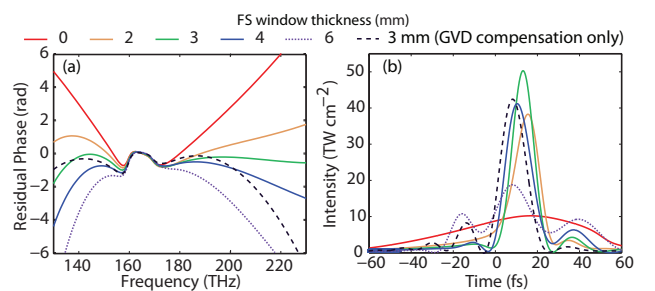 FS window thickness (mm)
0 2 3 4 6 3 mm (GVD compensation only)
(a)
Residual Phase (rad)
6
4
2
0
−2
−4
−6
140 160 180 200 220
Frequency (THz)
(b)
Intensity (TW cm−2)
50
40
30
20
10
0
−60 −40 −20 0 20 40 60
Time (fs)